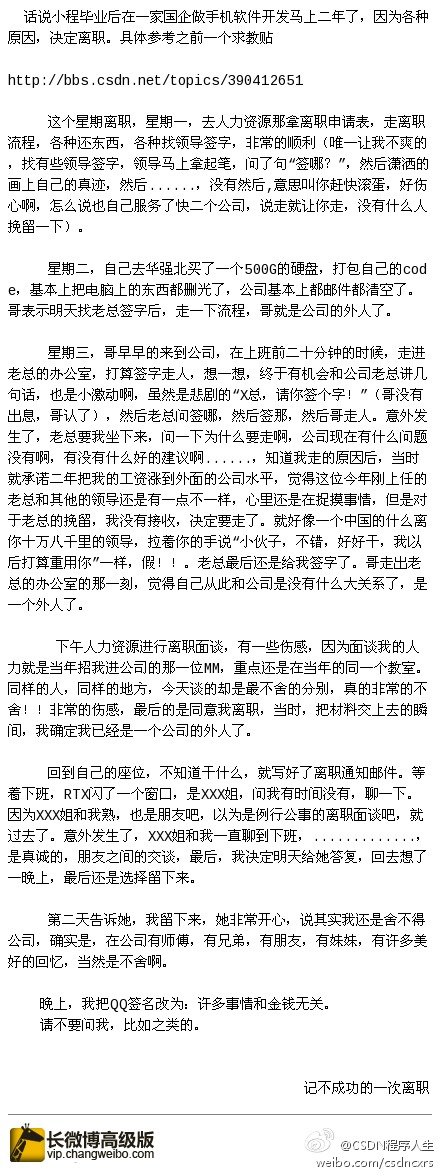 话说小程毕业后在一家国企做手机软件开发马上二年了，因为各种
原因，决定离职。具体参考之前一个求教贴
http://bbs.csdn.net/topics/390412651
这个星期离职，星期一，去人力资源那拿离职申请表，走离职
流程，各种还东西，各种找领导签字，非常的顺利（唯一让我不爽的
，找有些领导签字，领导马上拿起笔，问了句“签哪？”，然后潇洒的
画上自己的真迹，然后......，没有然后,意思叫你赶快滚蛋，好伤
心啊，怎么说也自己服务了快二个公司，说走就让你走，没有什么人
挽留一下）。
星期二，自己去华强北买了一个500G的硬盘，打包自己的cod
e，基本上把电脑上的东西都删光了，公司基本上都邮件都清空了。
哥表示明天找老总签字后，走一下流程，哥就是公司的外人了。
星期三，哥早早的来到公司，在上班前二十分钟的时候，走进
老总的办公室，打算签字走人，想一想，终于有机会和公司老总讲几
句话，也是小激动啊，虽然是悲剧的“X总，请你签个字！”（哥没有
出息，哥认了），然后老总问签哪，然后签那，然后哥走人。意外发
生了，老总要我坐下来，问一下为什么要走啊，公司现在有什么问题
没有啊，有没有什么好的建议啊......，知道我走的原因后，当时
就承诺二年把我的工资涨到外面的公司水平，觉得这位今年刚上任的
老总和其他的领导还是有一点不一样，心里还是在捉摸事情，但是对
于老总的挽留，我没有接收，决定要走了。就好像一个中国的什么离
你十万八千里的领导，拉着你的手说“小伙子，不错，好好干，我以
后打算重用你”一样，假！！。老总最后还是给我签字了。哥走出老
总的办公室的那一刻，觉得自己从此和公司是没有什么大关系了，是
一个外人了。
下午人力资源进行离职面谈，有一些伤感，因为面谈我的人
力就是当年招我进公司的那一位MM，重点还是在当年的同一个教室。
同样的人，同样的地方，今天谈的却是最不舍的分别，真的非常的不
舍！！非常的伤感，最后的是同意我离职，当时，把材料交上去的瞬
间，我确定我已经是一个公司的外人了。
回到自己的座位，不知道干什么，就写好了离职通知邮件。等
着下班，RTX闪了一个窗口，是XXX姐，问我有时间没有，聊一下。
因为XXX姐和我熟，也是朋友吧，以为是例行公事的离职面谈吧，就
过去了。意外发生了，XXX姐和我一直聊到下班，.............，
是真诚的，朋友之间的交谈，最后，我决定明天给她答复，回去想了
一晚上，最后还是选择留下来。
第二天告诉她，我留下来，她非常开心，说其实我还是舍不得
公司，确实是，在公司有师傅，有兄弟，有朋友，有妹妹，有许多美
好的回忆，当然是不舍啊。
晚上，我把QQ签名改为：许多事情和金钱无关。
请不要问我，比如之类的。
记不成功的一次离职
长微博高级版
vip.changweibo.com
@CSDN程序人生
weibo.com/csdncxrs